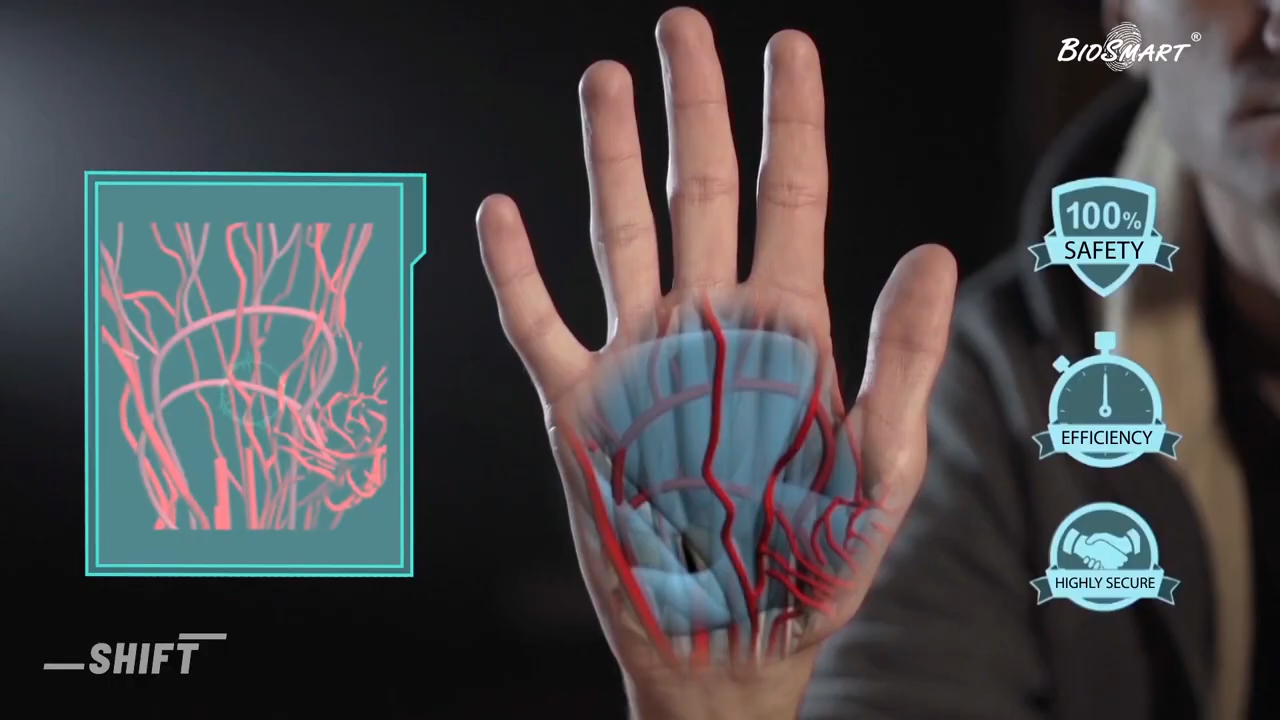 BIOSMART®
100%
SAFETY
EFFICIENCY
HIGHLY SECURE
SHIFT